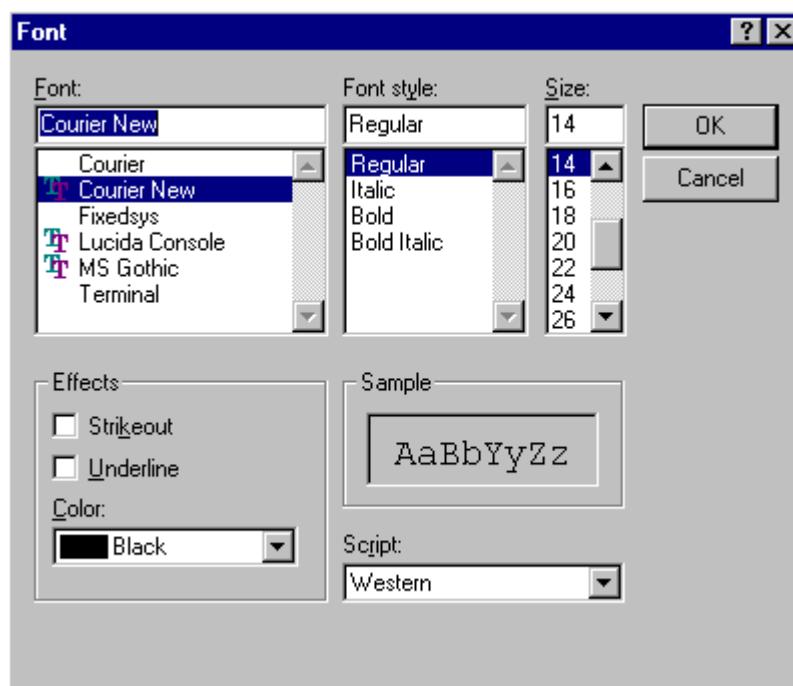 Font
Font:
Courier New
Courier
Courier New
Fixedsys
Lucida Console
MS Gothic
Terminal
Font style:
Regular
Regular
Italic
Bold
Bold Italic
Size:
14
14
16
18
20
22
24
26
OK
Cancel
Effects
Strikeout
Underline
Color:
Black
Sample
AaBbYyZz
Script:
Western